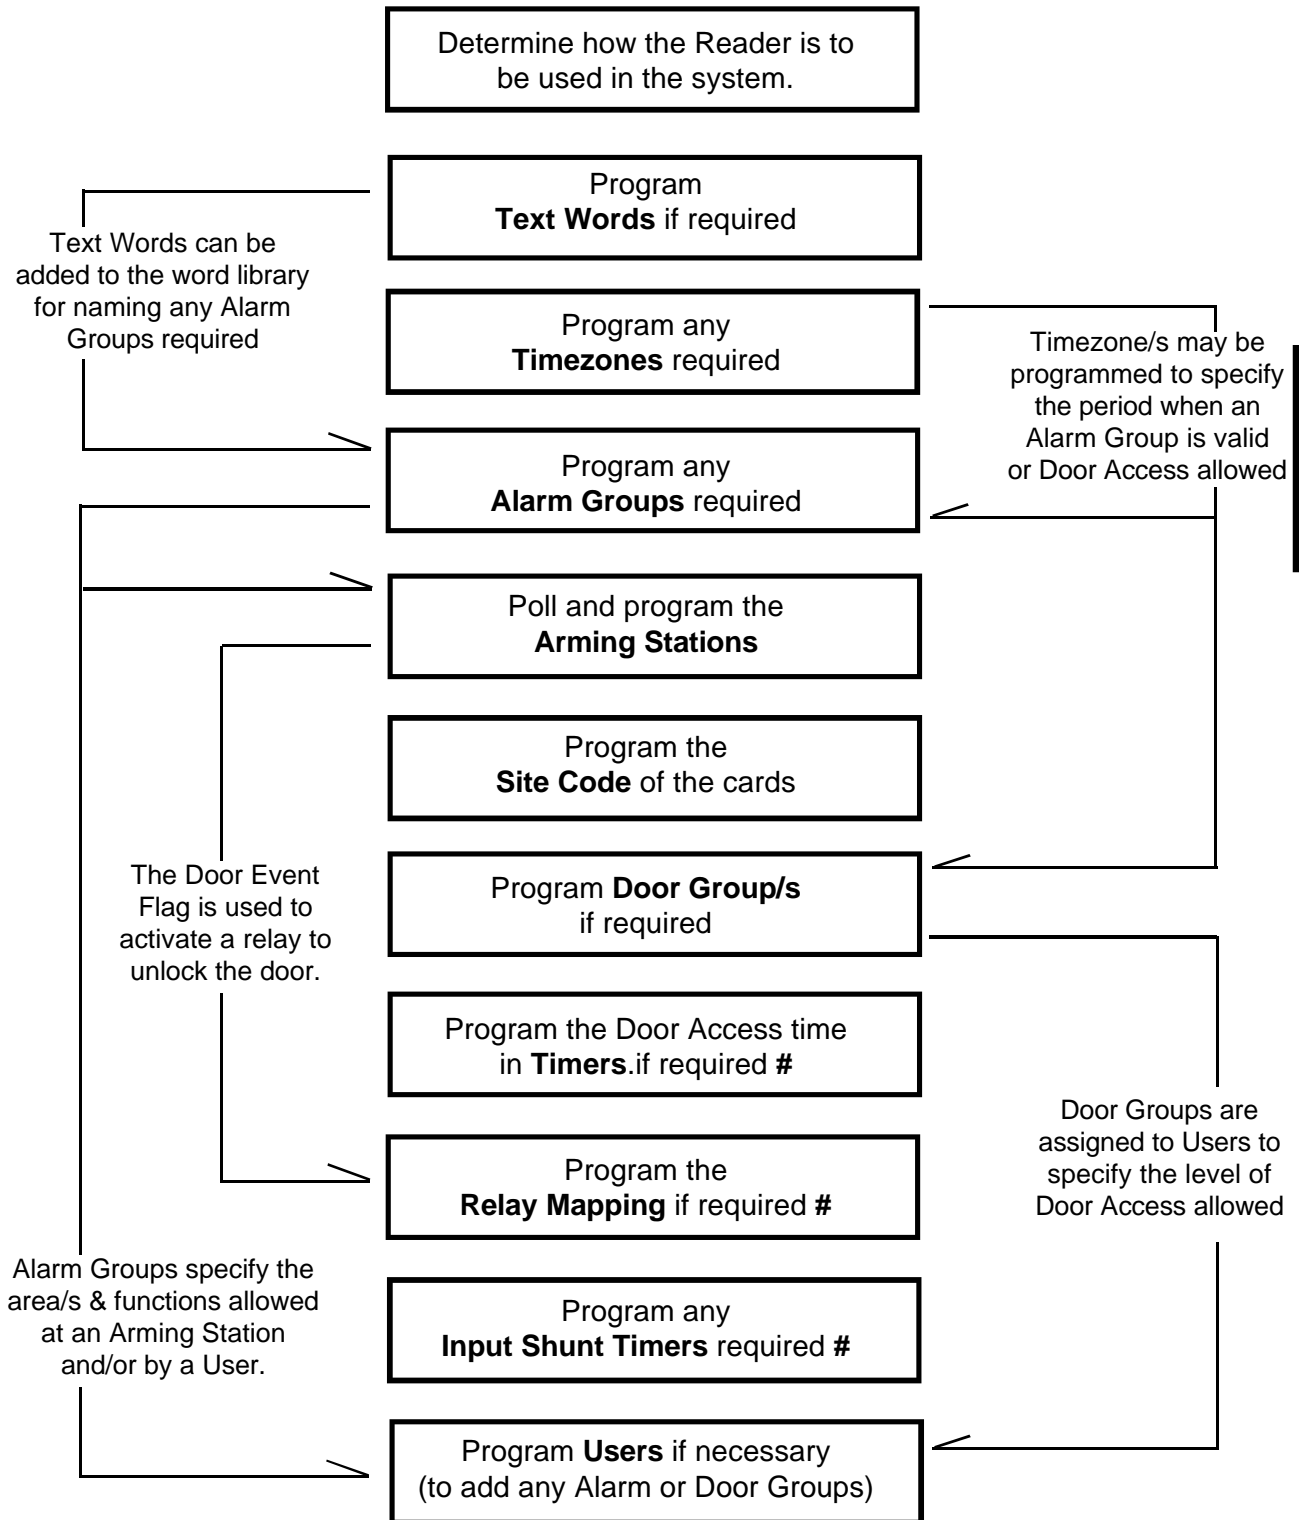 Determine how the Reader is to
be used in the system.
Program
Text Words if required
Text Words can be
added to the word library
for naming any Alarm
Groups required
Program any
Timezones required
Timezone/s may be
programmed to specify
the period when an
Alarm Group is valid
or Door Access allowed
Program any
Alarm Groups required
Poll and program the
Arming Stations
Program the
Site Code of the cards
The Door Event
Flag is used to
activate a relay to
unlock the door.
Program Door Group/s
if required
Program the Door Access time
in Timers.if required #
Door Groups are
assigned to Users to
specify the level of
Door Access allowed
Program the
Relay Mapping if required #
Alarm Groups specify the
area/s & functions allowed
at an Arming Station
and/or by a User.
Program any
Input Shunt Timers required #
Program Users if necessary
(to add any Alarm or Door Groups)